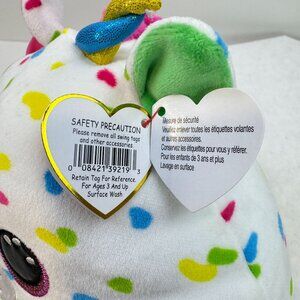 SAFETY PRECAUTION
Please remove all swing tags
and other accessories
0 08421 39219 3
Retain Tag For Reference.
For Ages 3 And Up
Surface Wash
Mesure de sécurité
Veuillez enlever toutes les étiquettes volantes
et autres accessoires.
Conservez les étiquettes pour vous y référer.
Pour les enfants de 3 ans et plus
Lavage en surface